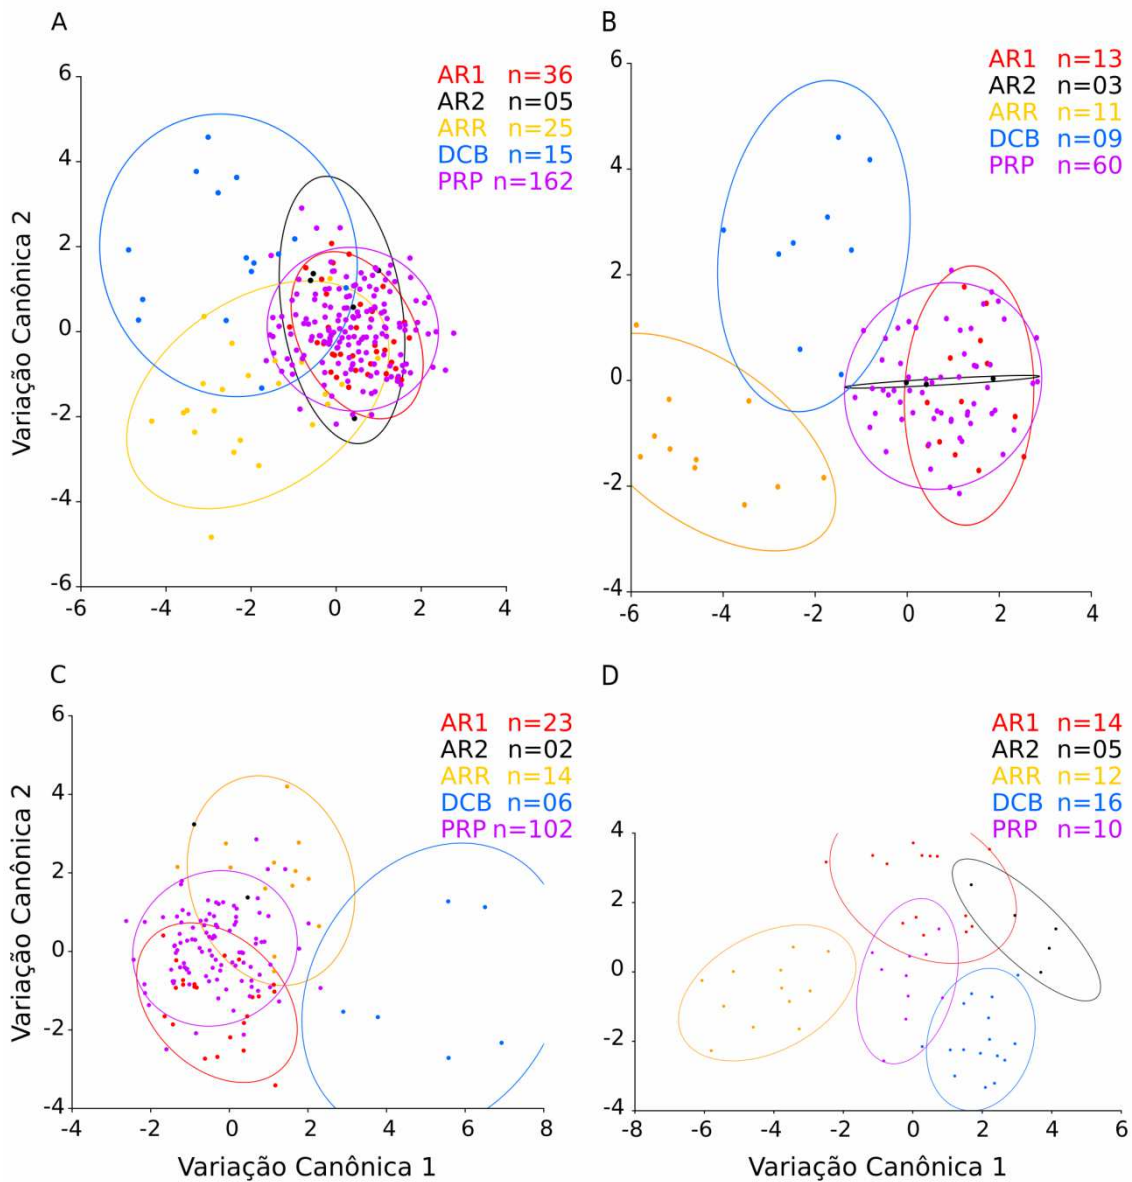 A
AR1 n=36
AR2 n=05
ARR n=25
DCB n=15
PRP n=162
6
4
2
0
-2
-4
-6
-6 -4 -2 0 2 4
Variação Canônica 2
B
AR1 n=13
AR2 n=03
ARR n=11
DCB n=09
PRP n=60
6
4
2
0
-2
-4
-6 -4 -2 0 2 4
C
AR1 n=23
AR2 n=02
ARR n=14
DCB n=06
PRP n=102
6
4
2
0
-2
-4
-4 -2 0 2 4 6 8
Variação Canônica 2
Variação Canônica 1
D
AR1 n=14
AR2 n=05
ARR n=12
DCB n=16
PRP n=10
4
2
0
-2
-4
-8 -6 -4 -2 0 2 4 6
Variação Canônica 1